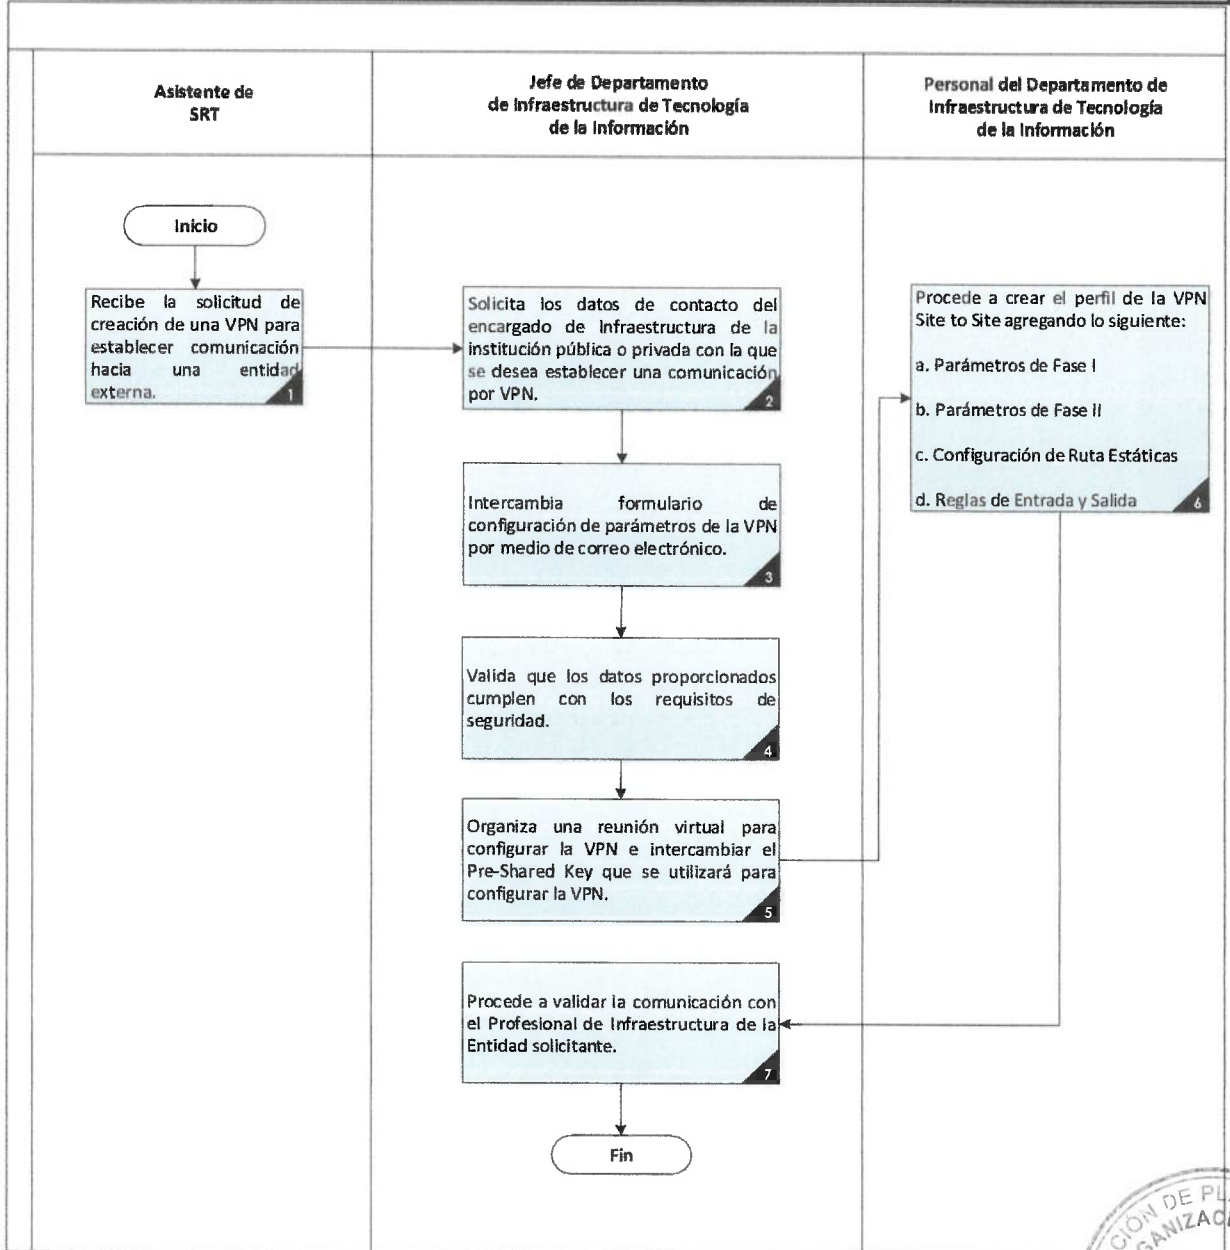 Asistente de
SRT
Jefe de Departamento
de Infraestructura de Tecnología
de la Información
Personal del Departamento de
Infraestructura de Tecnología
de la Información
Inicio
Recibe la solicitud de
creación de una VPN para
establecer comunicación
hacia una entidad
externa.
1
Solicita los datos de contacto del
encargado de Infraestructura de la
institución pública o privada con la que
se desea establecer una comunicación
por VPN.
2
Intercambia formulario de
configuración de parámetros de la VPN
por medio de correo electrónico.
3
Valida que los datos proporcionados
cumplen con los requisitos de
seguridad.
4
Organiza una reunión virtual para
configurar la VPN e intercambiar el
Pre-Shared Key que se utilizará para
configurar la VPN.
5
Procede a crear el perfil de la VPN
Site to Site agregando lo siguiente:
a. Parámetros de Fase I
b. Parámetros de Fase II
c. Configuración de Ruta Estáticas
d. Reglas de Entrada y Salida
6
Procede a validar la comunicación con
el Profesional de Infraestructura de la
Entidad solicitante.
7
Fin
DE